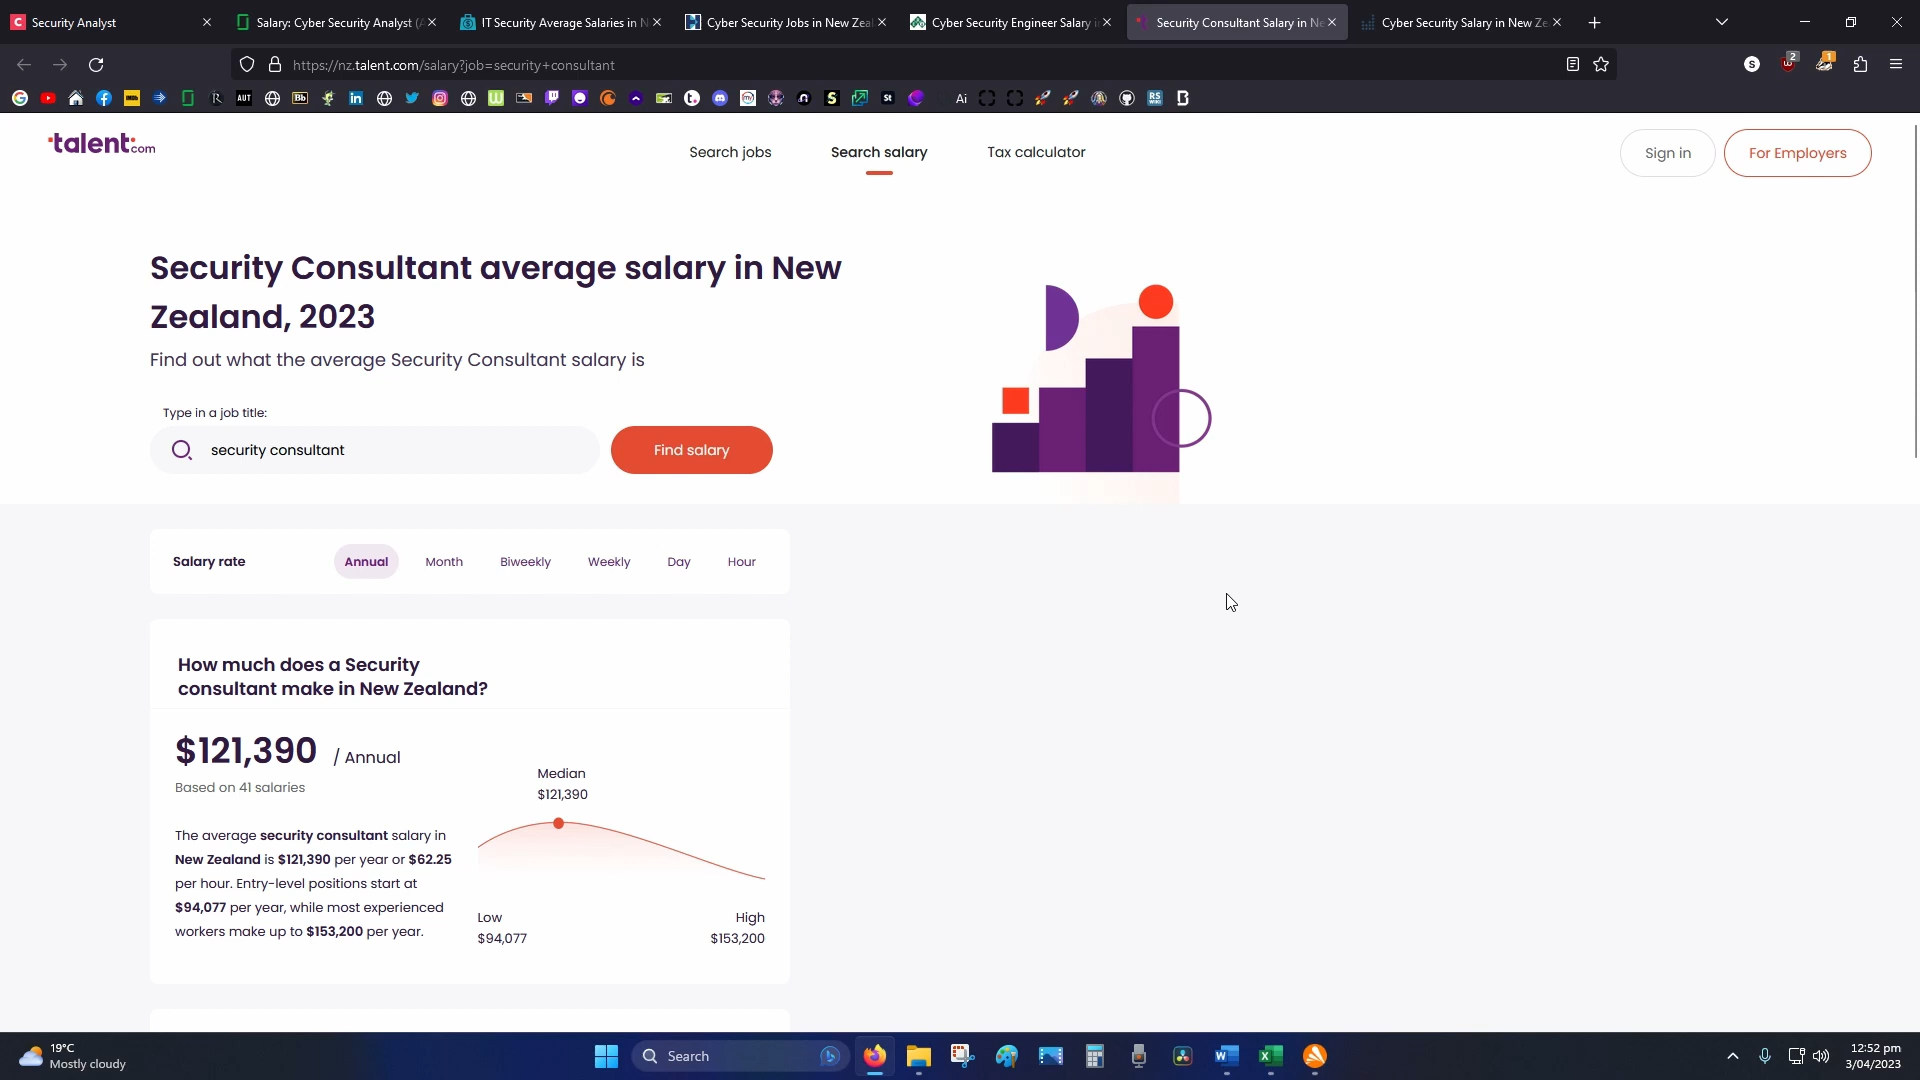 Security Analyst
Salary: Cyber Security Analyst (A
IT Security Average Salaries in N
Cyber Security Jobs in New Zeal
Cyber Security Engineer Salary i
Security Consultant Salary in Ne
Cyber Security Salary in New Ze
https://nz.talent.com/salary?job=security+consultant
S
2
1
AUT
Bb
Ai
·talent:com
Search jobs
Search salary
Tax calculator
Sign in
For Employers
Security Consultant average salary in New
Zealand, 2023
Find out what the average Security Consultant salary is
Type in a job title:
security consultant
Find salary
Salary rate
Annual
Month
Biweekly
Weekly
Day
Hour
How much does a Security
consultant make in New Zealand?
$121,390 / Annual
Based on 41 salaries
The average security consultant salary in
New Zealand is $121,390 per year or $62.25
per hour. Entry-level positions start at
$94,077 per year, while most experienced
workers make up to $153,200 per year.
Median
$121,390
Low
$94,077
High
$153,200
19°C
Mostly cloudy
Search
12:52 pm
3/04/2023